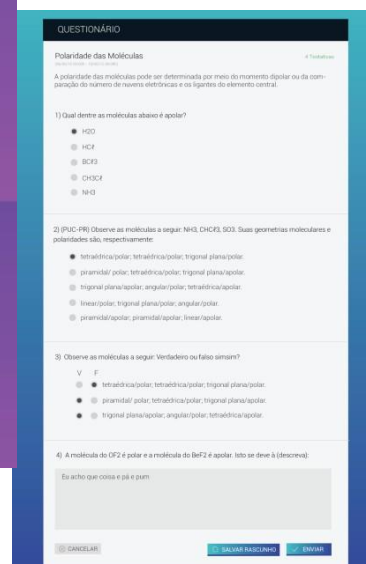 QUESTIONÁRIO
Polaridade das Moléculas
A polaridade das moléculas pode ser determinada por meio do momento dipolar ou da com-
paração do número de nuvens eletrônicas e os ligantes do elemento central.
1) Qual dentre as moléculas abaixo é apolar?
H2O
HCℓ
BCℓ3
CH3Cℓ
NH3
2) (PUC-PR) Observe as moléculas a seguir: NH3, CHCℓ3, SO3. Suas geometrias moleculares e
polaridades são, respectivamente:
tetraédrica/polar; tetraédrica/polar; trigonal plana/polar.
piramidal/ polar; tetraédrica/polar; trigonal plana/apolar.
trigonal plana/apolar; angular/polar; tetraédrica/apolar.
linear/polar; trigonal plana/polar; angular/polar.
piramidal/apolar; piramidal/apolar; linear/apolar.
3) Observe as moléculas a seguir: Verdadeiro ou falso simsim?
V F
tetraédrica/polar; tetraédrica/polar; trigonal plana/polar.
piramidal/ polar; tetraédrica/polar; trigonal plana/apolar.
trigonal plana/apolar; angular/polar; tetraédrica/apolar.
4) A molécula do OF2 é polar e a molécula do BeF2 é apolar. Isto se deve à (descreva):
Eu acho que coisa e pá e pum
CANCELAR SALVAR RASCUNHO ENVIAR